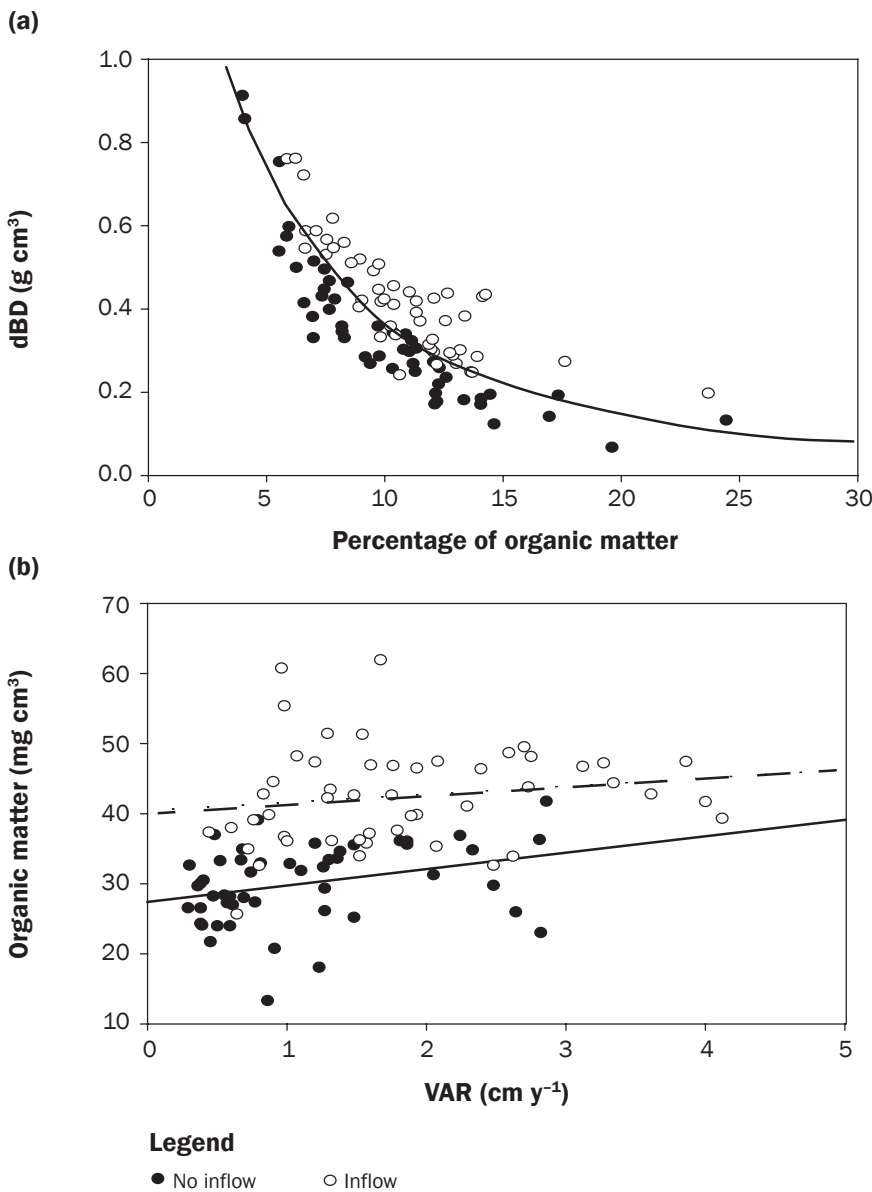 (a)
1.0
0.8
0.6
0.4
0.2
0.0
dBD (g cm³)
0 5 10 15 20 25 30
Percentage of organic matter
(b)
70
60
50
40
30
20
10
Organic matter (mg cm³)
0 1 2 3 4 5
VAR (cm y⁻¹)
Legend
No inflow Inflow